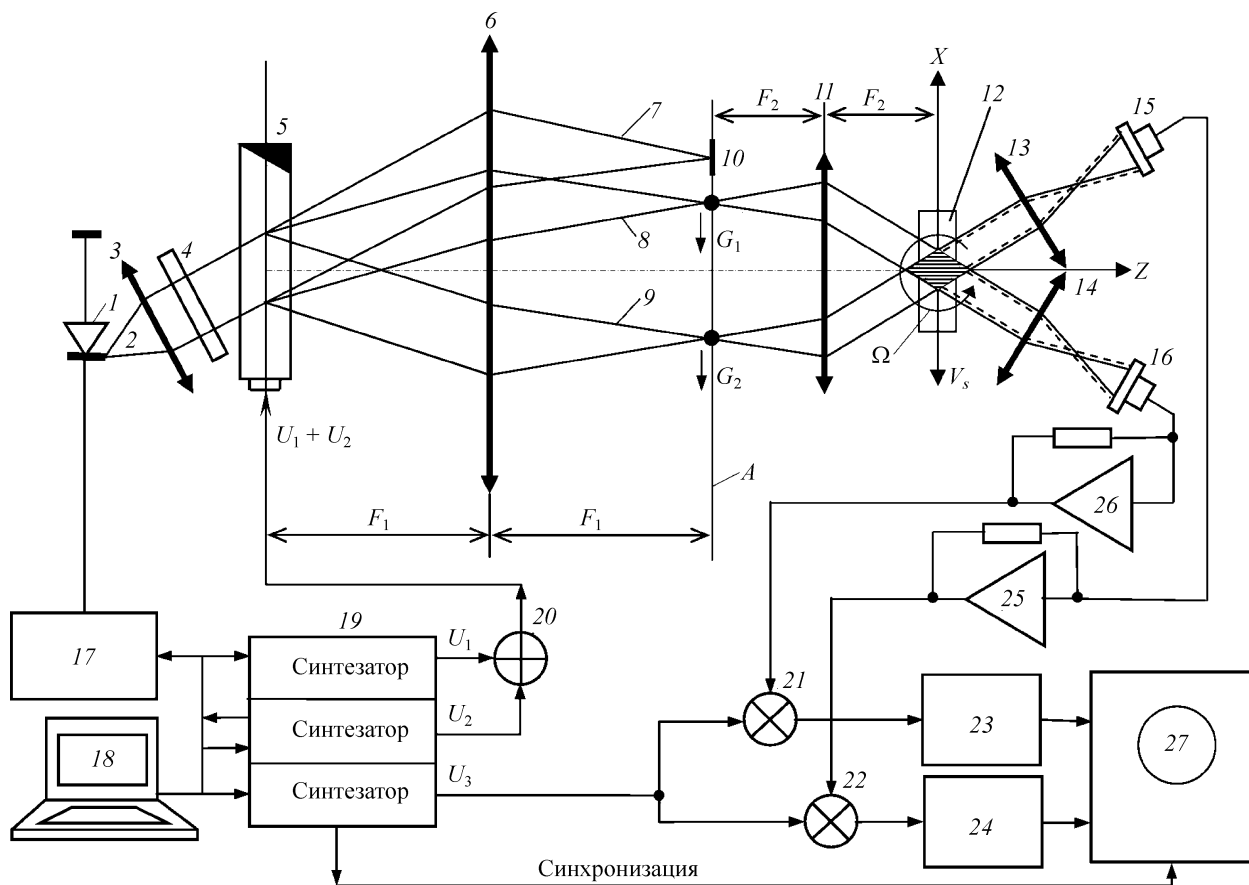 6
X
5
7
F₂
11
F₂
12
15
10
13
4
3
8
G₁
1
Z
2
9
14
Ω
16
G₂
Vₛ
U₁ + U₂
A
26
F₁
F₁
25
19
20
17
Синтезатор
U₁
21
23
27
18
Синтезатор
U₂
22
Синтезатор
U₃
24
Синхронизация